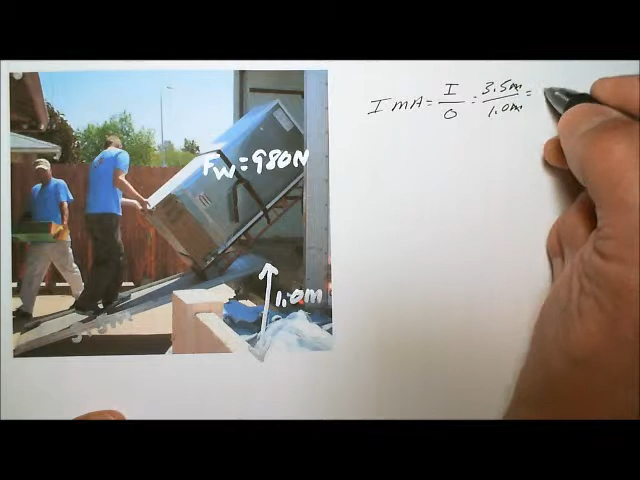 IMA = I/O = 3.5m/1.0m =
Fw = 980N
1.0m